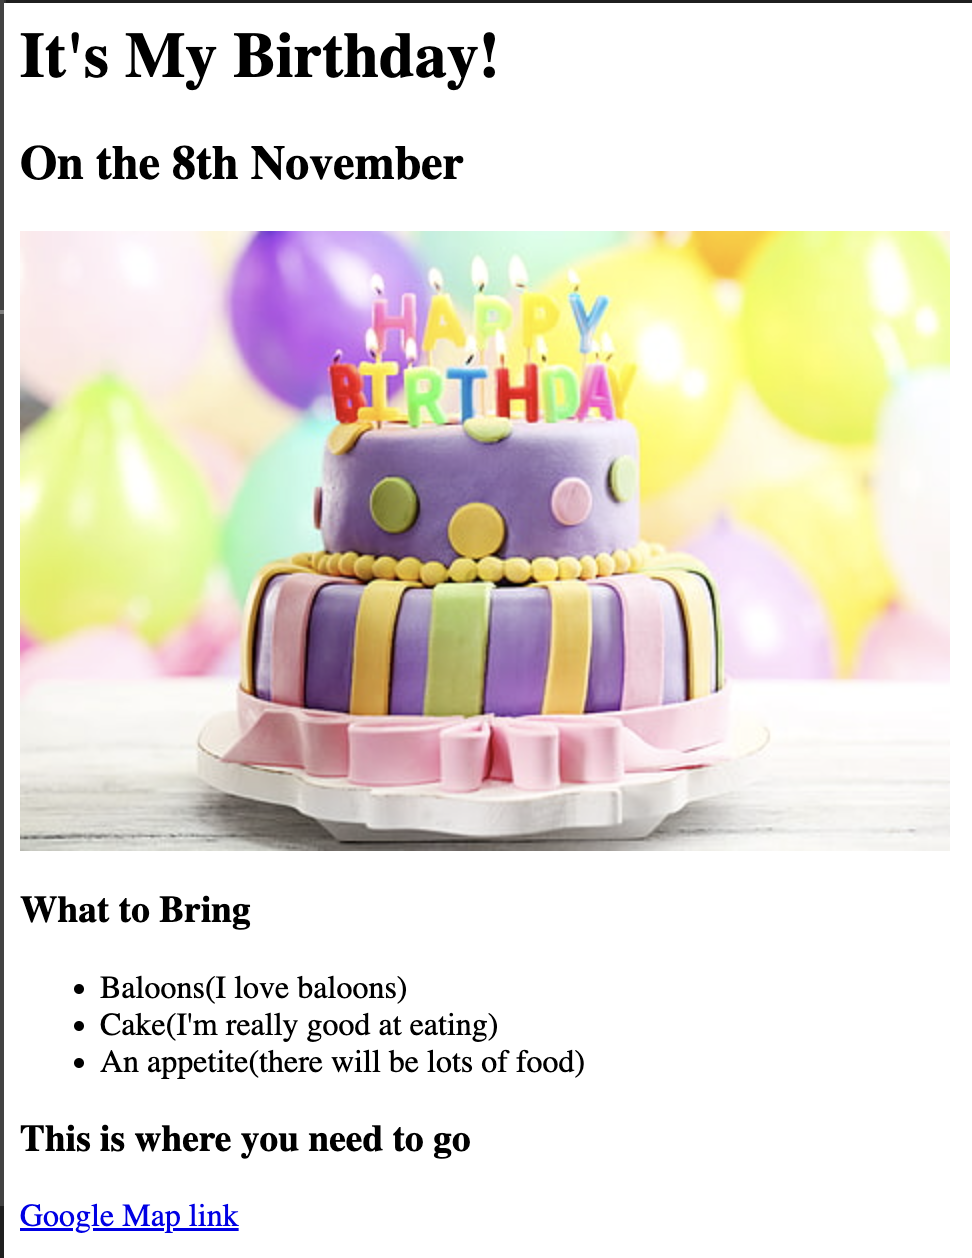 It's My Birthday!
On the 8th November
HAPPY
BIRTHDAY
What to Bring
Baloons(I love baloons)
Cake(I'm really good at eating)
An appetite(there will be lots of food)
This is where you need to go
Google Map link